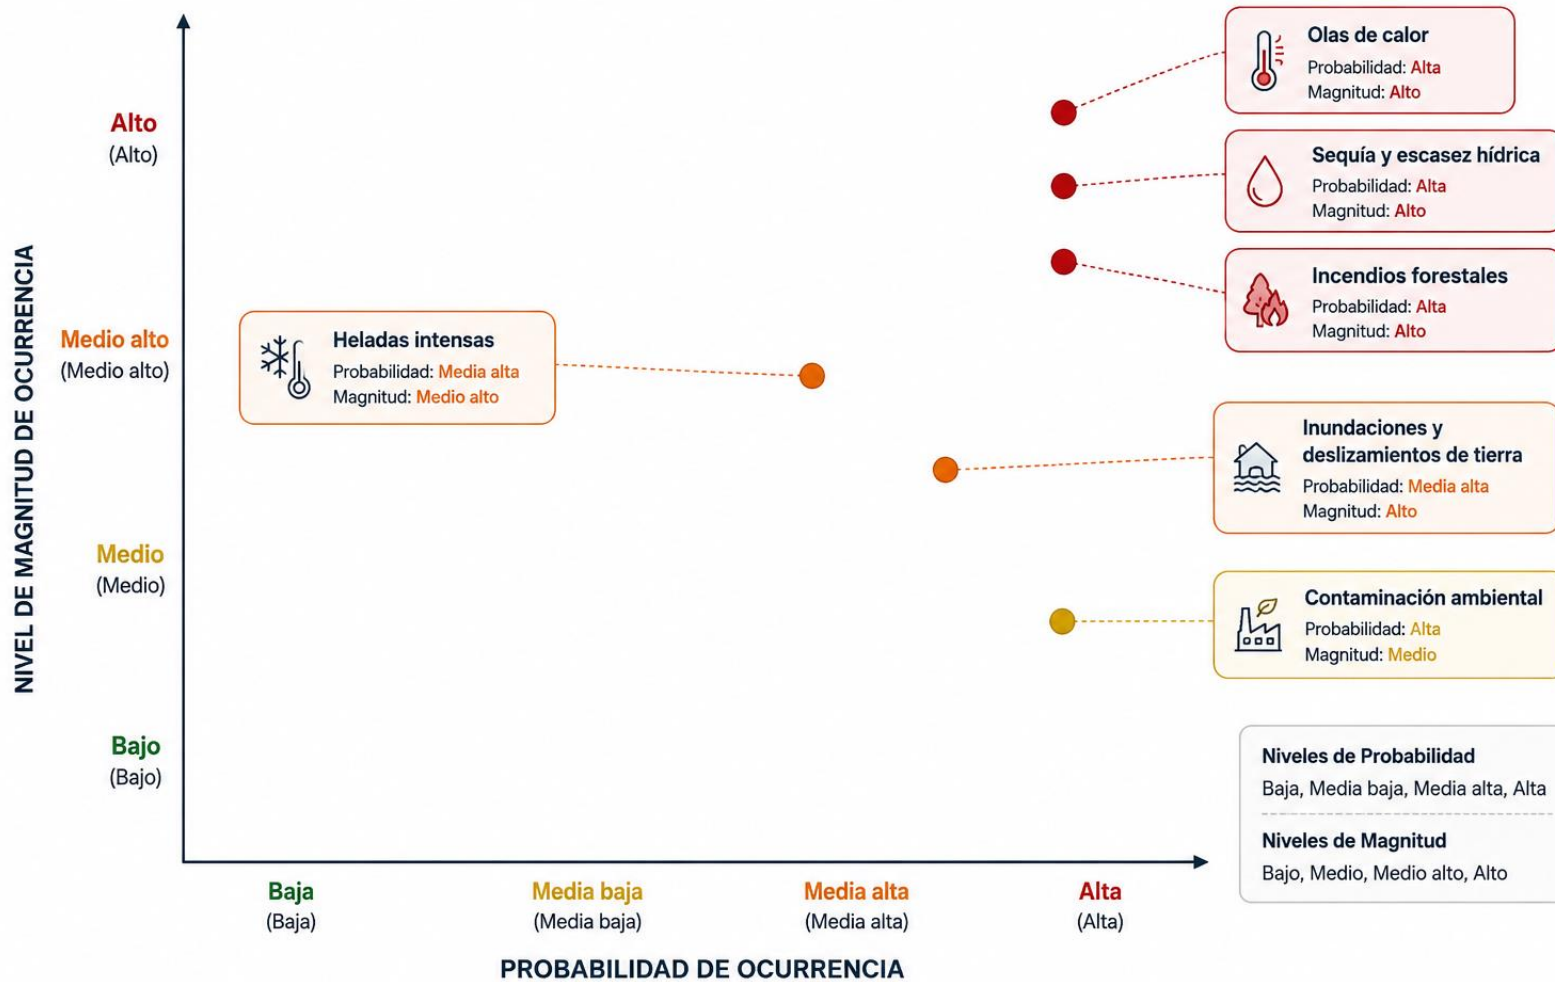 Olas de calor
Probabilidad: Alta
Magnitud: Alto
Alto
(Alto)
Sequía y escasez hídrica
Probabilidad: Alta
Magnitud: Alto
Incendios forestales
Probabilidad: Alta
Magnitud: Alto
NIVEL DE MAGNITUD DE OCURRENCIA
Medio alto
(Medio alto)
Heladas intensas
Probabilidad: Media alta
Magnitud: Medio alto
Inundaciones y
deslizamientos de tierra
Probabilidad: Media alta
Magnitud: Alto
Medio
(Medio)
Contaminación ambiental
Probabilidad: Alta
Magnitud: Medio
Bajo
(Bajo)
Niveles de Probabilidad
Baja, Media baja, Media alta, Alta
Niveles de Magnitud
Bajo, Medio, Medio alto, Alto
Baja
(Baja)
Media baja
(Media baja)
Media alta
(Media alta)
Alta
(Alta)
PROBABILIDAD DE OCURRENCIA